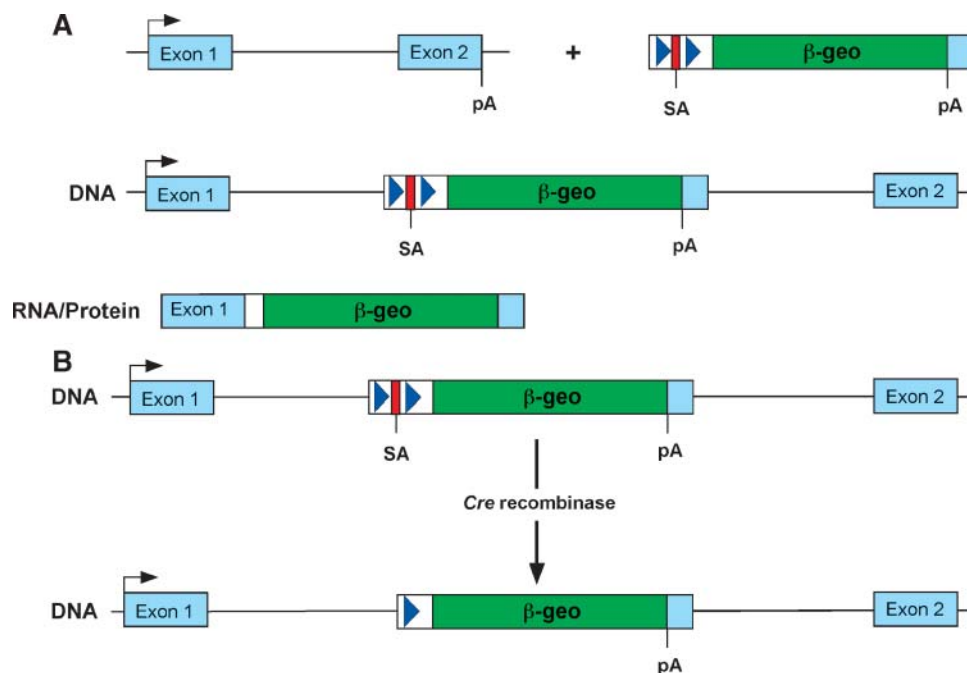 A
Exon 1 Exon 2 + β-geo
pA SA pA
DNA Exon 1 β-geo Exon 2
SA pA
RNA/Protein Exon 1 β-geo
B
DNA Exon 1 β-geo Exon 2
SA pA
Cre recombinase
DNA Exon 1 β-geo Exon 2
pA